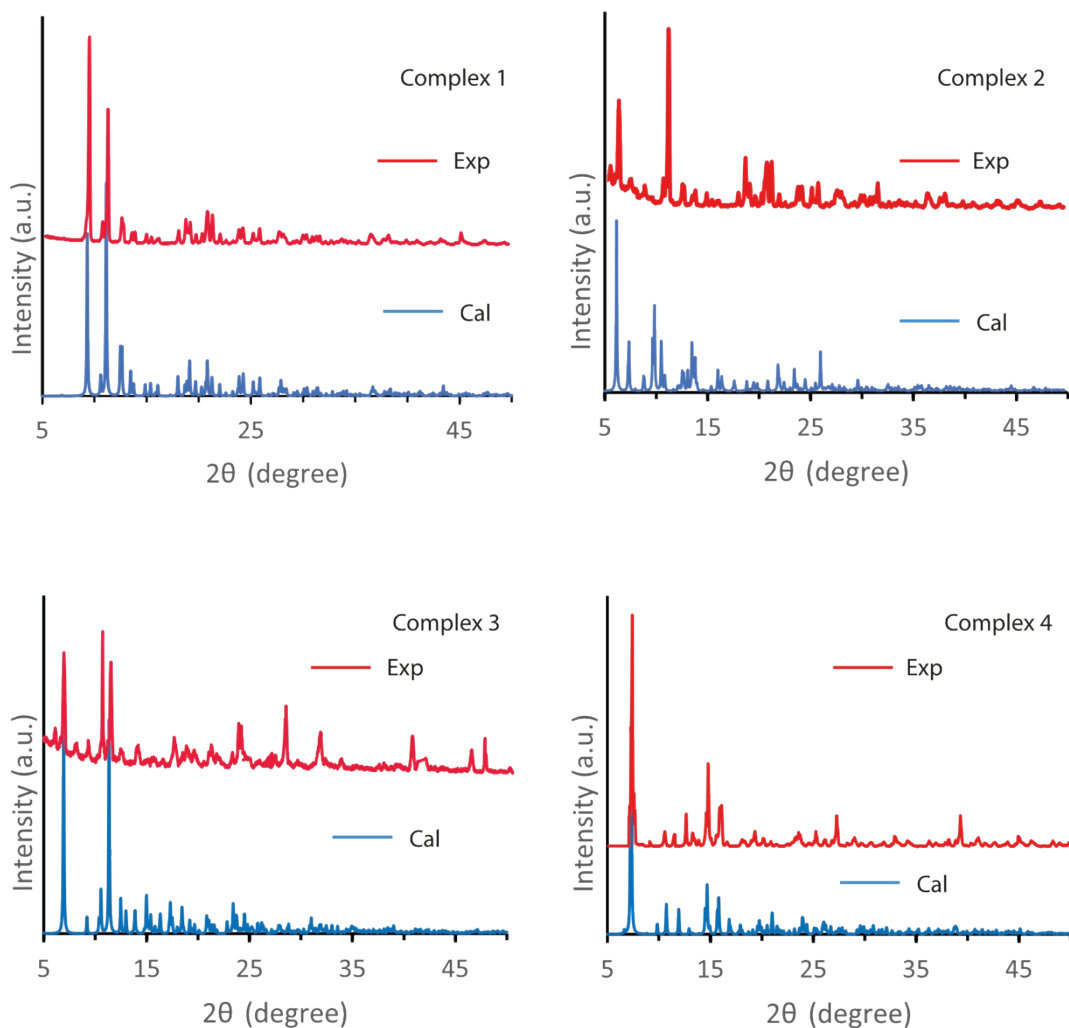 Complex 1
Exp
Cal
Intensity (a.u.)
5
25
45
2θ (degree)
Complex 2
Exp
Cal
Intensity (a.u.)
5
15
25
35
45
2θ (degree)
Complex 3
Exp
Cal
Intensity (a.u.)
5
15
25
35
45
2θ (degree)
Complex 4
Exp
Cal
Intensity (a.u.)
5
15
25
35
45
2θ (degree)